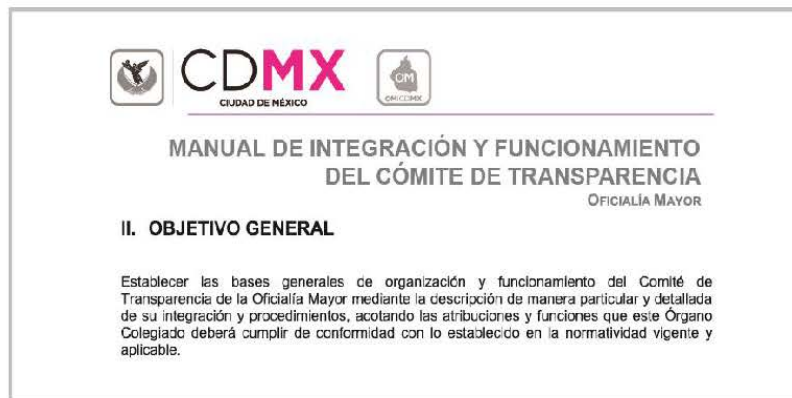 CDMX
CIUDAD DE MÉXICO
OM
OM|CDMX
MANUAL DE INTEGRACIÓN Y FUNCIONAMIENTO
DEL CÓMITE DE TRANSPARENCIA
OFICIALÍA MAYOR
II. OBJETIVO GENERAL
Establecer las bases generales de organización y funcionamiento del Comité de
Transparencia de la Oficialía Mayor mediante la descripción de manera particular y detallada
de su integración y procedimientos, acotando las atribuciones y funciones que este Órgano
Colegiado deberá cumplir de conformidad con lo establecido en la normatividad vigente y
aplicable.